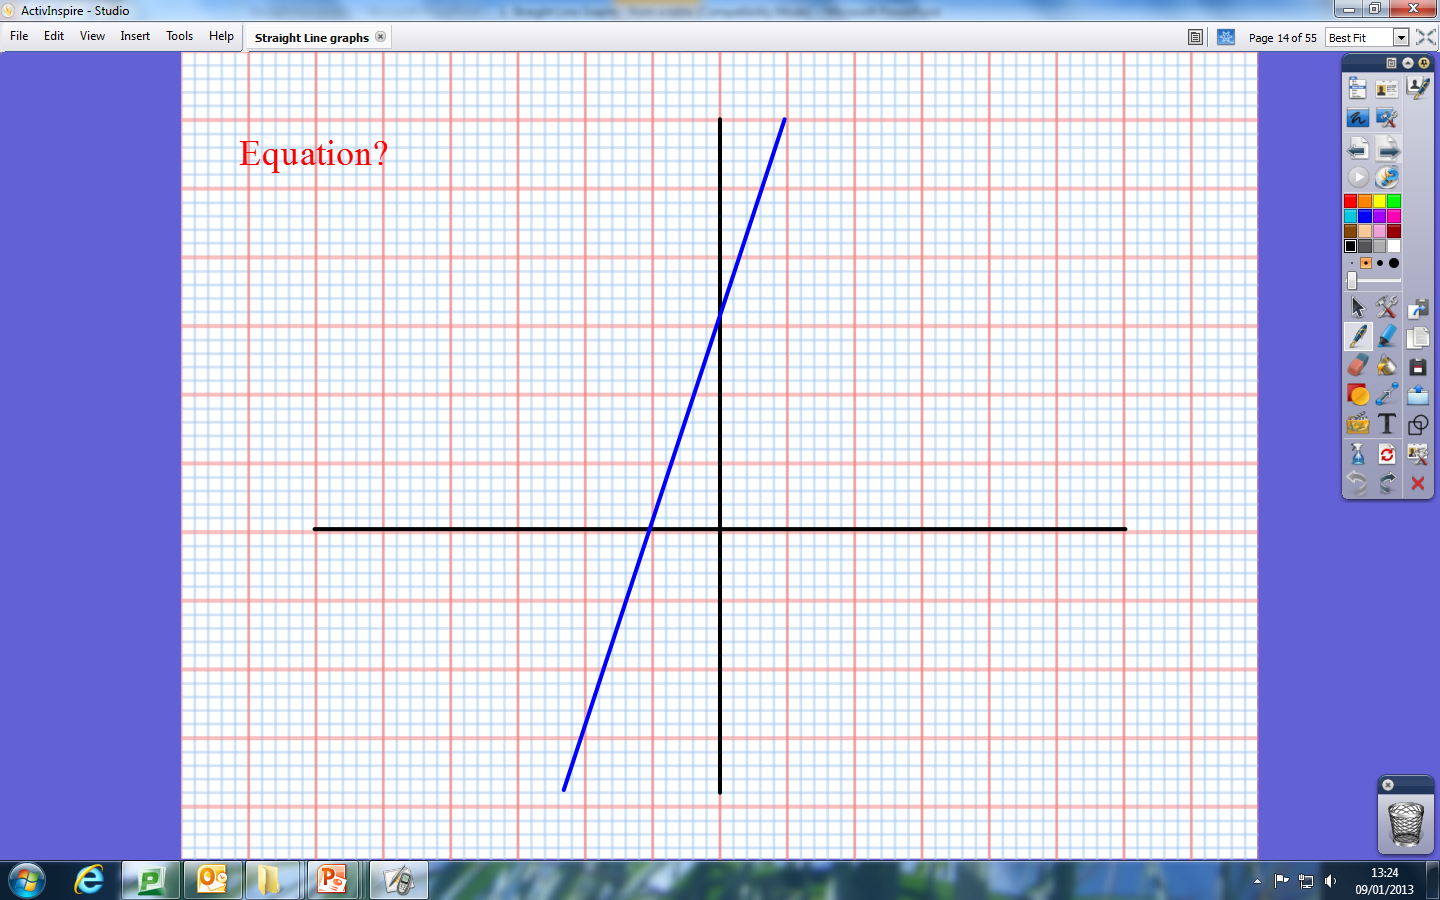 ActivInspire - Studio
File Edit View Insert Tools Help
Straight Line graphs
Page 14 of 55
Best Fit
Equation?
13:24
09/01/2013